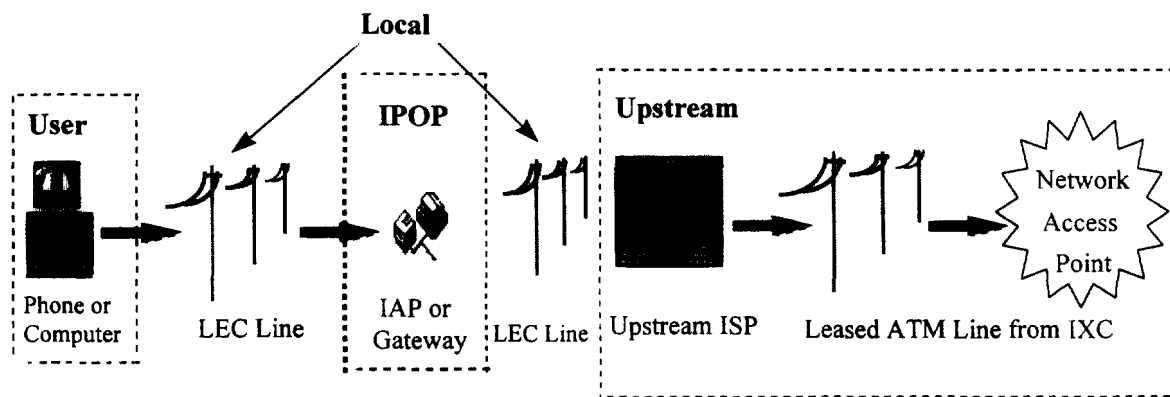 Local
User
IPOP
Upstream
Network
Access
Point
Phone or
Computer
LEC Line
IAP or
Gateway
LEC Line
Upstream ISP
Leased ATM Line from IXC